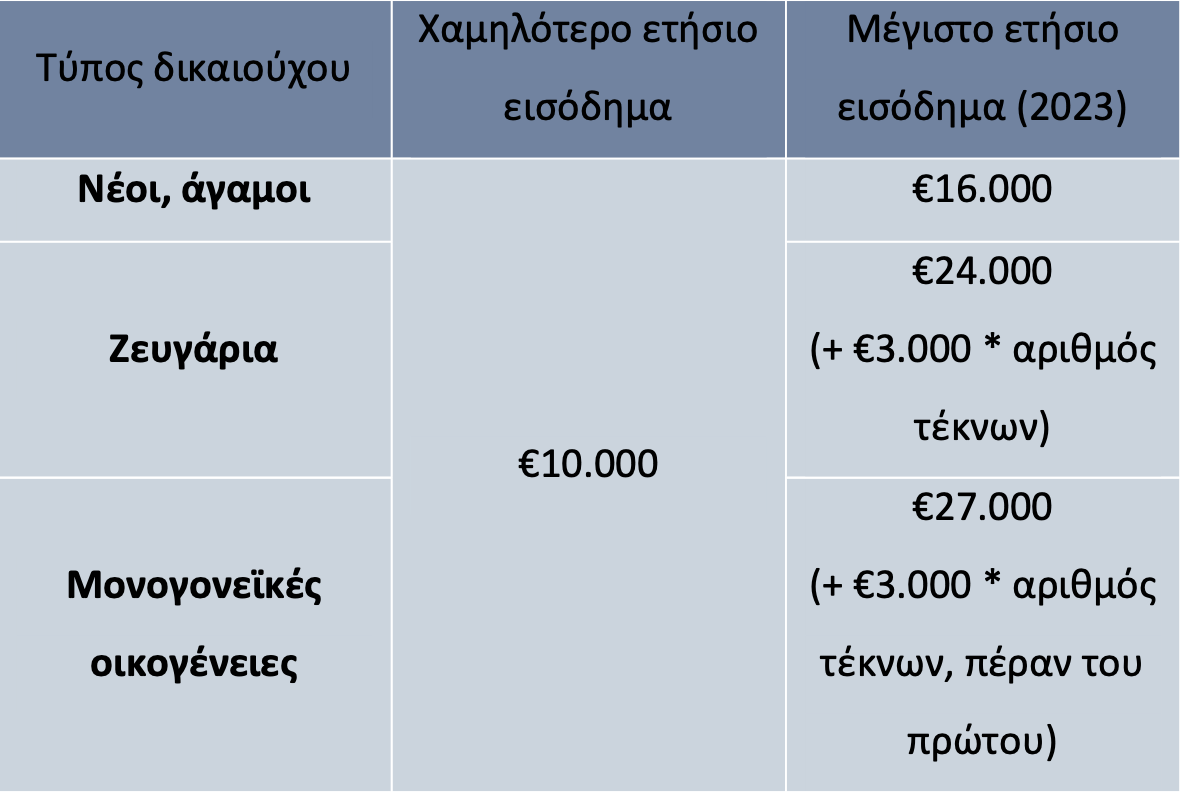 Τύπος δικαιούχου
Χαμηλότερο ετήσιο
εισόδημα
Μέγιστο ετήσιο
εισόδημα (2023)
Νέοι, άγαμοι
€10.000
€16.000
Ζευγάρια
€24.000
(+ €3.000 * αριθμός
τέκνων)
Μονογονεϊκές
οικογένειες
€27.000
(+ €3.000 * αριθμός
τέκνων, πέραν του
πρώτου)